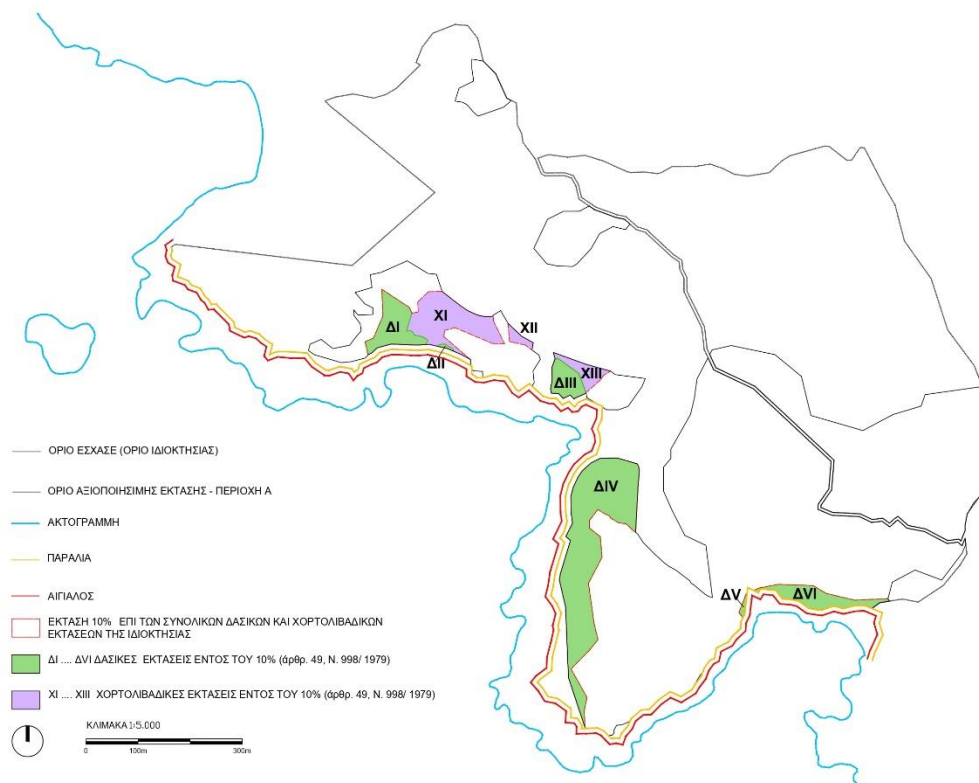 ΧΙ
ΧΙΙ
ΔΙ
ΔΙΙ
ΧΙΙΙ
ΔΙΙΙ
ΔΙV
ΔV
ΔVI
ΟΡΙΟ ΕΣΧΑΣΕ (ΟΡΙΟ ΙΔΙΟΚΤΗΣΙΑΣ)
ΟΡΙΟ ΑΞΙΟΠΟΙΗΣΙΜΗΣ ΕΚΤΑΣΗΣ - ΠΕΡΙΟΧΗ Α
ΑΚΤΟΓΡΑΜΜΗ
ΠΑΡΑΛΙΑ
ΑΙΓΙΑΛΟΣ
ΕΚΤΑΣΗ 10% ΕΠΙ ΤΩΝ ΣΥΝΟΛΙΚΩΝ ΔΑΣΙΚΩΝ ΚΑΙ ΧΟΡΤΟΛΙΒΑΔΙΚΩΝ
ΕΚΤΑΣΕΩΝ ΤΗΣ ΙΔΙΟΚΤΗΣΙΑΣ
ΔΙ .... ΔVI ΔΑΣΙΚΕΣ ΕΚΤΑΣΕΙΣ ΕΝΤΟΣ ΤΟΥ 10% (άρθρ. 49, Ν. 998/ 1979)
ΧΙ .... ΧΙΙΙ ΧΟΡΤΟΛΙΒΑΔΙΚΕΣ ΕΚΤΑΣΕΙΣ ΕΝΤΟΣ ΤΟΥ 10% (άρθρ. 49, Ν. 998/ 1979)
ΚΛΙΜΑΚΑ 1:5.000
0 100m 300m